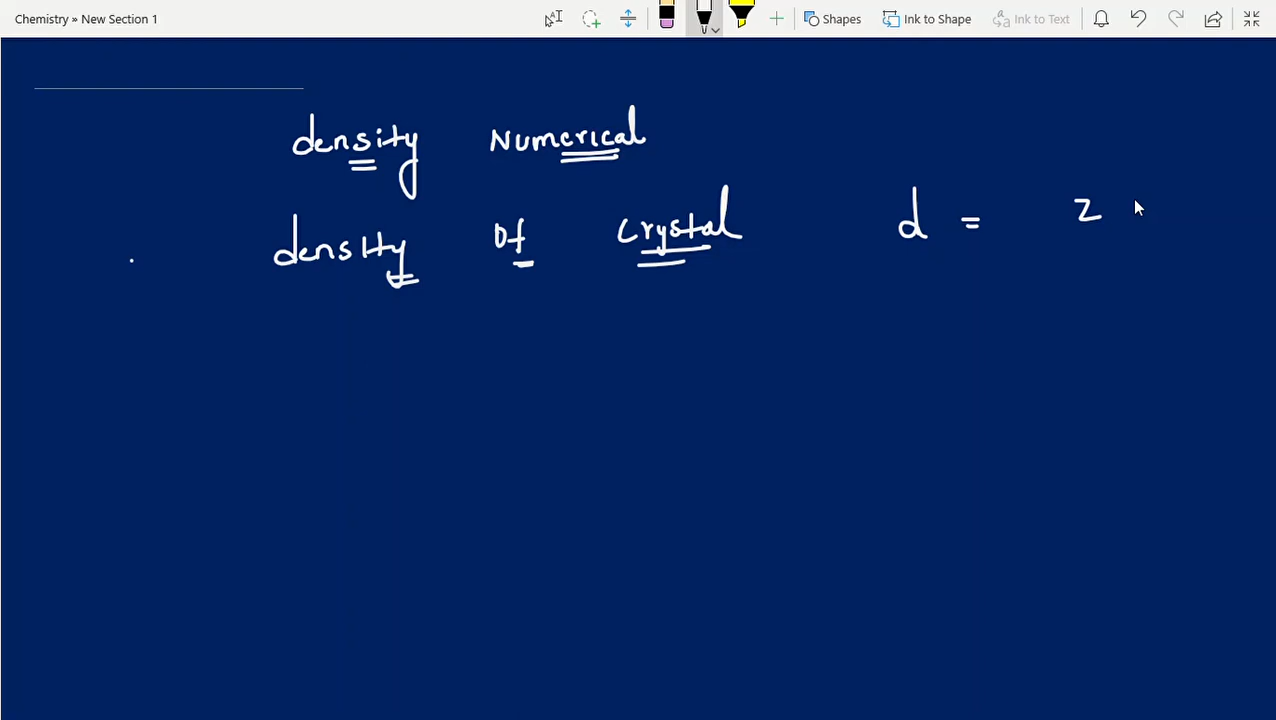 Chemistry » New Section 1
Shapes
Ink to Shape
Ink to Text
density Numerical
density Of Crystal d = z